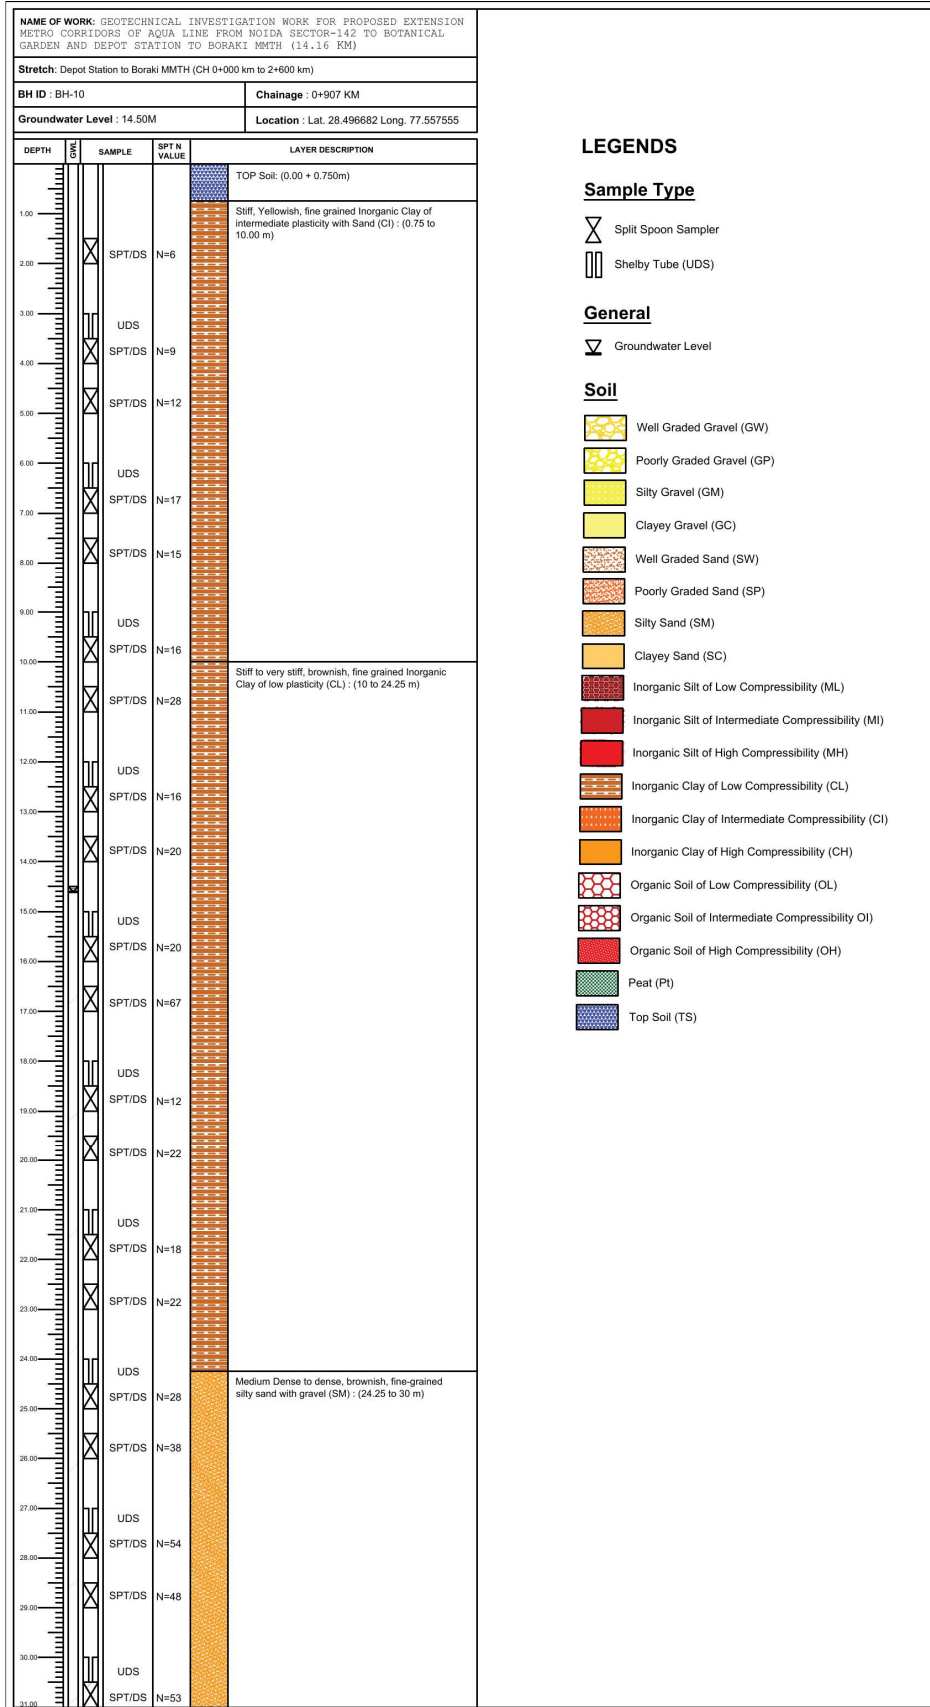 NAME OF WORK: GEOTECHNICAL INVESTIGATION WORK FOR PROPOSED EXTENSION
METRO CORRIDORS OF AQUA LINE FROM NOIDA SECTOR-142 TO BOTANICAL
GARDEN AND DEPOT STATION TO BORAKI MMTH (14.16 KM)
Stretch: Depot Station to Boraki MMTH (CH 0+000 km to 2+600 km)
BH ID : BH-10
Chainage : 0+907 KM
Groundwater Level : 14.50M
Location : Lat. 28.496682 Long. 77.557555
DEPTH GWL SAMPLE SPT N VALUE LAYER DESCRIPTION
TOP Soil: (0.00 + 0.750m)
1.00
Stiff, Yellowish, fine grained Inorganic Clay of
intermediate plasticity with Sand (CI) : (0.75 to
10.00 m)
SPT/DS N=6
2.00
3.00
UDS
SPT/DS N=9
4.00
SPT/DS N=12
5.00
6.00
UDS
SPT/DS N=17
7.00
SPT/DS N=15
8.00
9.00
UDS
SPT/DS N=16
10.00
Stiff to very stiff, brownish, fine grained Inorganic
Clay of low plasticity (CL) : (10 to 24.25 m)
SPT/DS N=28
11.00
12.00
UDS
SPT/DS N=16
13.00
SPT/DS N=20
14.00
15.00
UDS
SPT/DS N=20
16.00
SPT/DS N=67
17.00
18.00
UDS
SPT/DS N=12
19.00
SPT/DS N=22
20.00
21.00
UDS
SPT/DS N=18
22.00
SPT/DS N=22
23.00
24.00
UDS
Medium Dense to dense, brownish, fine-grained
silty sand with gravel (SM) : (24.25 to 30 m)
SPT/DS N=28
25.00
SPT/DS N=38
26.00
27.00
UDS
SPT/DS N=54
28.00
SPT/DS N=48
29.00
30.00
UDS
SPT/DS N=53
31.00
LEGENDS
Sample Type
Split Spoon Sampler
Shelby Tube (UDS)
General
Groundwater Level
Soil
Well Graded Gravel (GW)
Poorly Graded Gravel (GP)
Silty Gravel (GM)
Clayey Gravel (GC)
Well Graded Sand (SW)
Poorly Graded Sand (SP)
Silty Sand (SM)
Clayey Sand (SC)
Inorganic Silt of Low Compressibility (ML)
Inorganic Silt of Intermediate Compressibility (MI)
Inorganic Silt of High Compressibility (MH)
Inorganic Clay of Low Compressibility (CL)
Inorganic Clay of Intermediate Compressibility (CI)
Inorganic Clay of High Compressibility (CH)
Organic Soil of Low Compressibility (OL)
Organic Soil of Intermediate Compressibility OI)
Organic Soil of High Compressibility (OH)
Peat (Pt)
Top Soil (TS)